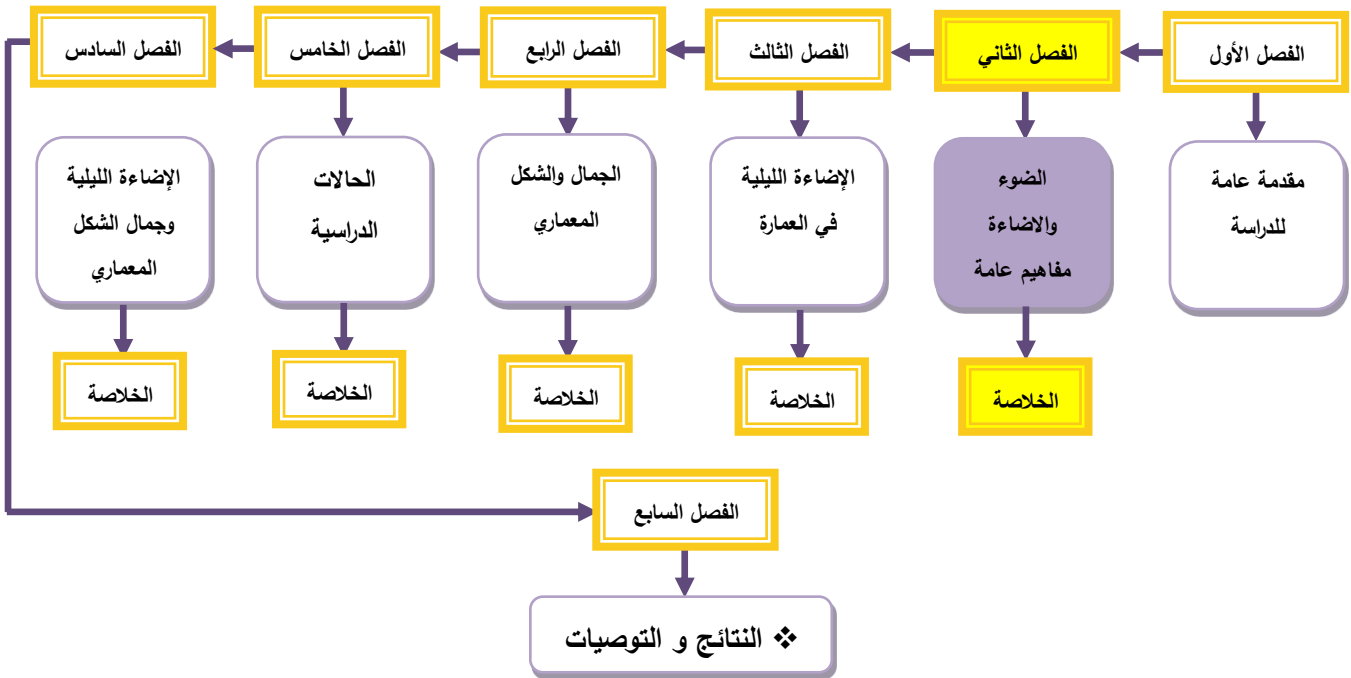 الفصل الأول
الفصل الثاني
الفصل الثالث
الفصل الرابع
الفصل الخامس
الفصل السادس
مقدمة عامة
للدراسة
الضوء
والاضاءة
مفاهيم عامة
الإضاءة الليلية
في العمارة
الجمال والشكل
المعماري
الحالات
الدراسية
الإضاءة الليلية
وجمال الشكل
المعماري
الخلاصة
الخلاصة
الخلاصة
الخلاصة
الخلاصة
الفصل السابع
❖ النتائج و التوصيات